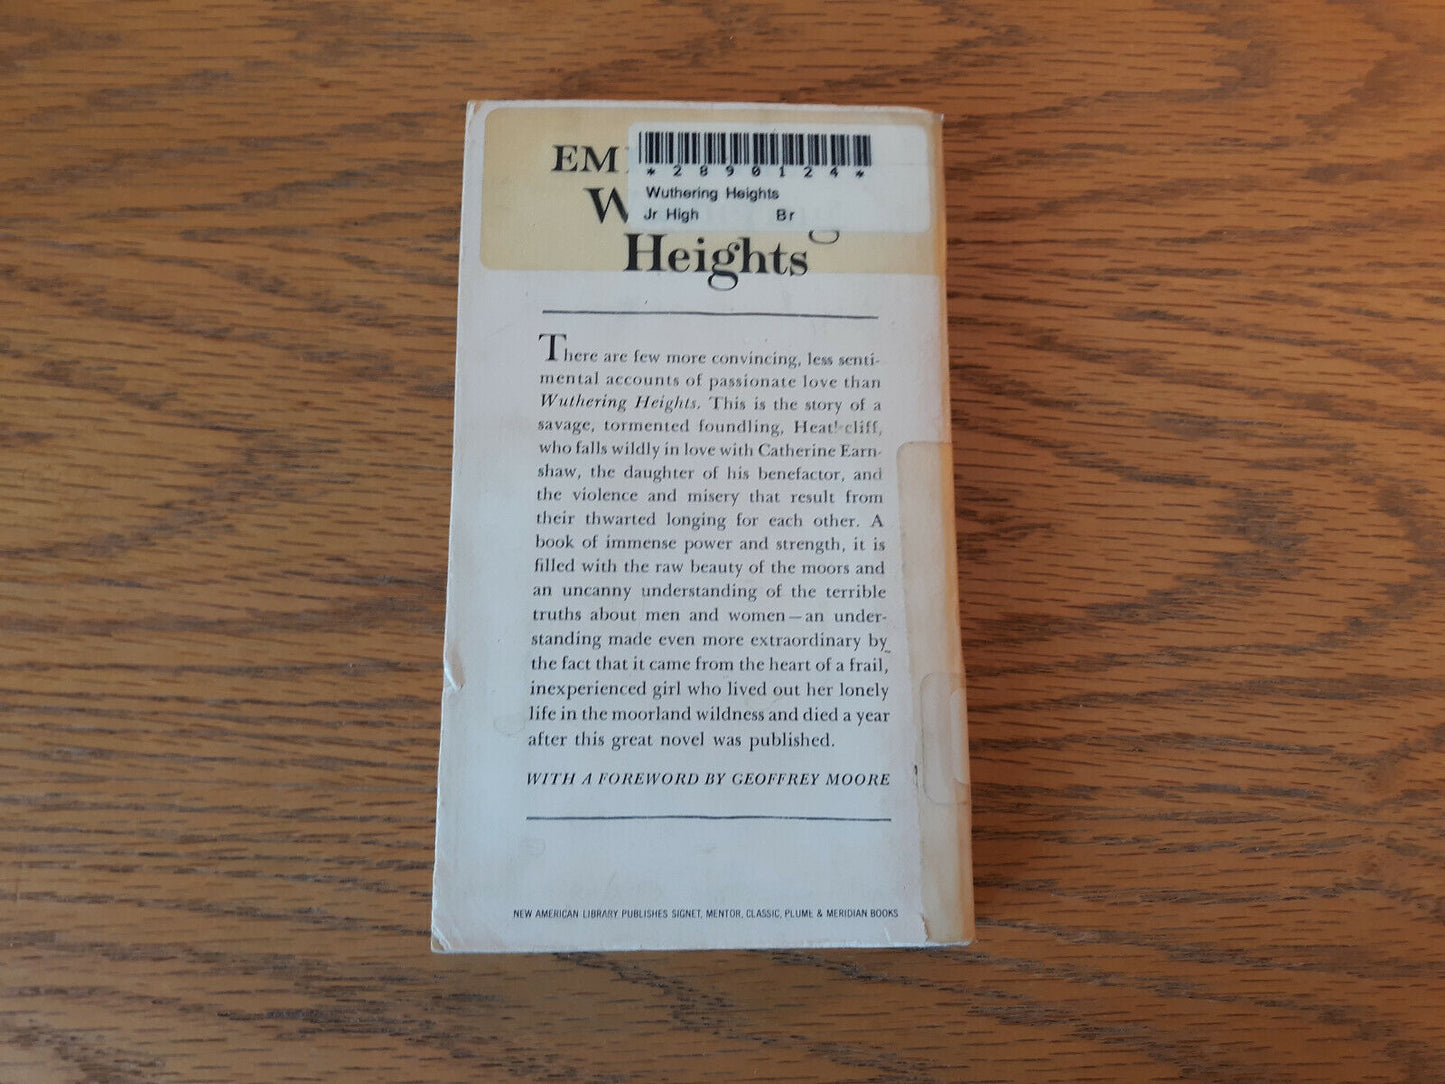 EM
*2890124*
Wuthering Heights
Jr High Br
W g
Heights
There are few more convincing, less senti-
mental accounts of passionate love than
Wuthering Heights. This is the story of a
savage, tormented foundling, Heathcliff,
who falls wildly in love with Catherine Earn-
shaw, the daughter of his benefactor, and
the violence and misery that result from
their thwarted longing for each other. A
book of immense power and strength, it is
filled with the raw beauty of the moors and
an uncanny understanding of the terrible
truths about men and women—an under-
standing made even more extraordinary by
the fact that it came from the heart of a frail,
inexperienced girl who lived out her lonely
life in the moorland wildness and died a year
after this great novel was published.
WITH A FOREWORD BY GEOFFREY MOORE
NEW AMERICAN LIBRARY PUBLISHES SIGNET, MENTOR, CLASSIC, PLUME & MERIDIAN BOOKS